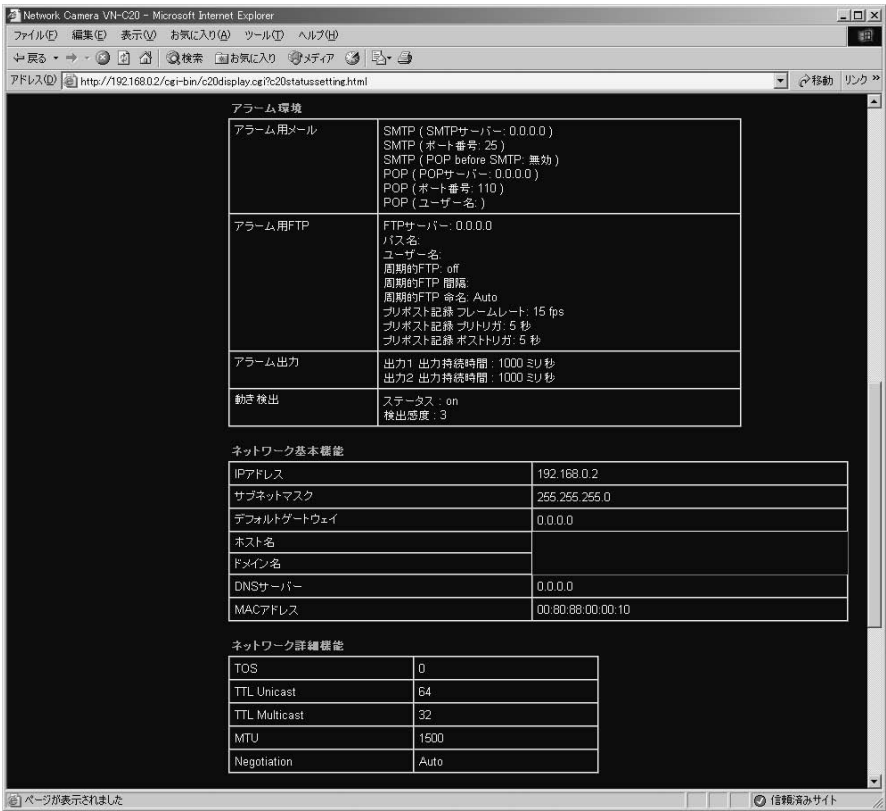 Network Camera VN-C20 - Microsoft Internet Explorer
ファイル(F) 編集(E) 表示(V) お気に入り(A) ツール(T) ヘルプ(H)
戻る 検索 お気に入り メディア
アドレス(D) http://192.168.0.2/cgi-bin/c20display.cgi?c20statussetting.html 移動 リンク »
アラーム環境
アラーム用メール
SMTP ( SMTPサーバー: 0.0.0.0 )
SMTP ( ポート番号: 25 )
SMTP ( POP before SMTP: 無効 )
POP ( POPサーバー: 0.0.0.0 )
POP ( ポート番号: 110 )
POP ( ユーザー名: )
アラーム用FTP
FTPサーバー: 0.0.0.0
パス名:
ユーザー名:
周期的FTP: off
周期的FTP 間隔:
周期的FTP 命名: Auto
プリポスト記録 フレームレート: 15 fps
プリポスト記録 プリトリガ: 5 秒
プリポスト記録 ポストトリガ: 5 秒
アラーム出力
出力1 出力持続時間 : 1000 ミリ秒
出力2 出力持続時間 : 1000 ミリ秒
動き検出
ステータス : on
検出感度 : 3
ネットワーク基本機能
IPアドレス 192.168.0.2
サブネットマスク 255.255.255.0
デフォルトゲートウェイ 0.0.0.0
ホスト名
ドメイン名
DNSサーバー 0.0.0.0
MACアドレス 00:80:88:00:00:10
ネットワーク詳細機能
TOS 0
TTL Unicast 64
TTL Multicast 32
MTU 1500
Negotiation Auto
ページが表示されました 信頼済みサイト